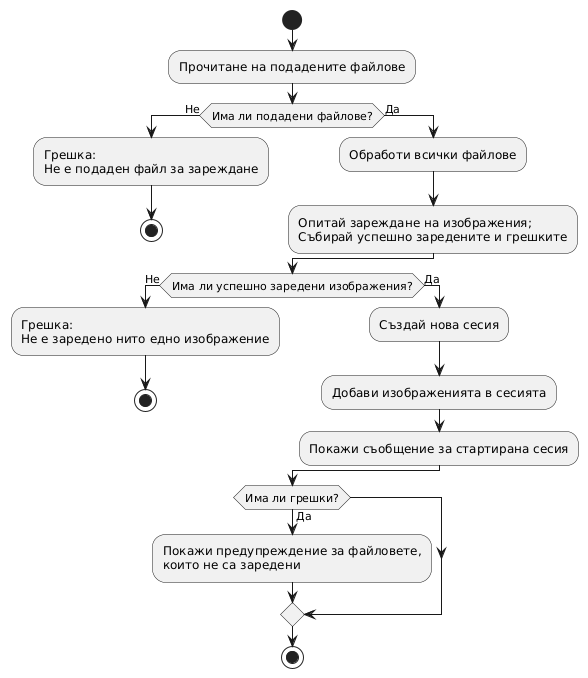 Прочитане на подадените файлове
Има ли подадени файлове?
Не
Да
Грешка:
Не е подаден файл за зареждане
Обработи всички файлове
Опитай зареждане на изображения;
Събирай успешно заредените и грешките
Има ли успешно заредени изображения?
Не
Да
Грешка:
Не е заредено нито едно изображение
Създай нова сесия
Добави изображенията в сесията
Покажи съобщение за стартирана сесия
Има ли грешки?
Да
Покажи предупреждение за файловете,
които не са заредени